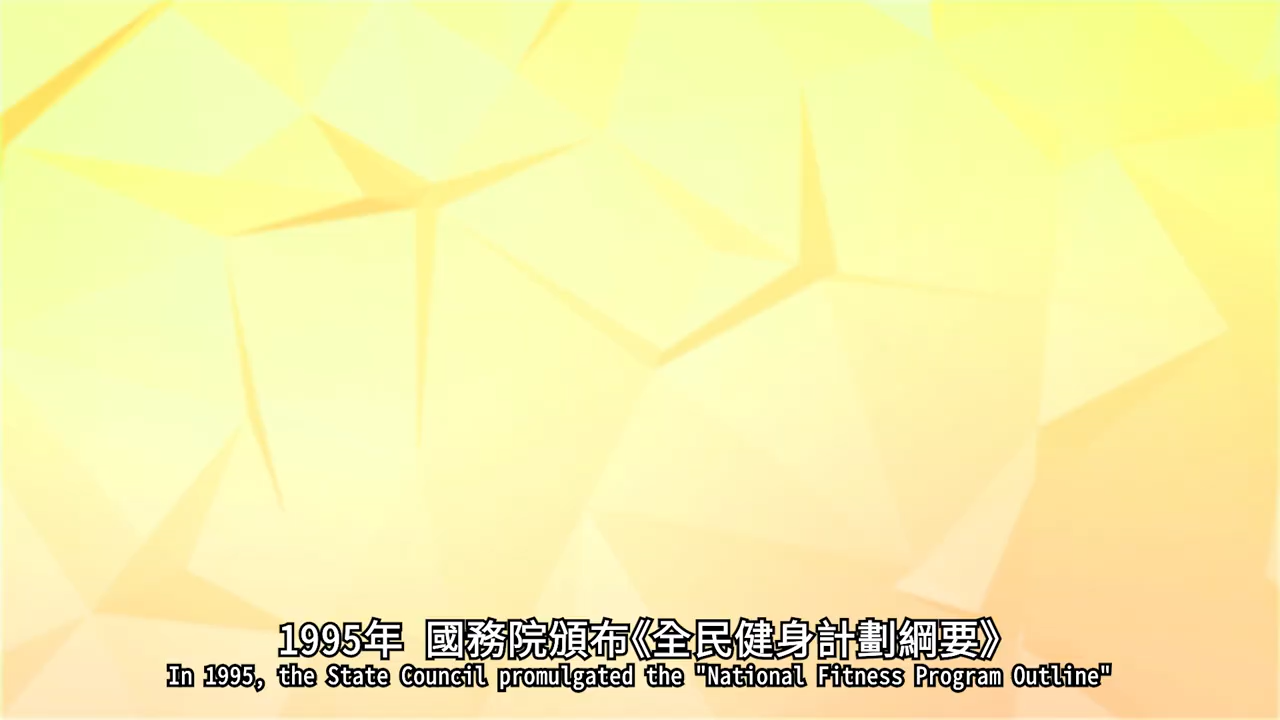 1995年 國務院頒布《全民健身計劃綱要》
In 1995, the State Council promulgated the "National Fitness Program Outline"